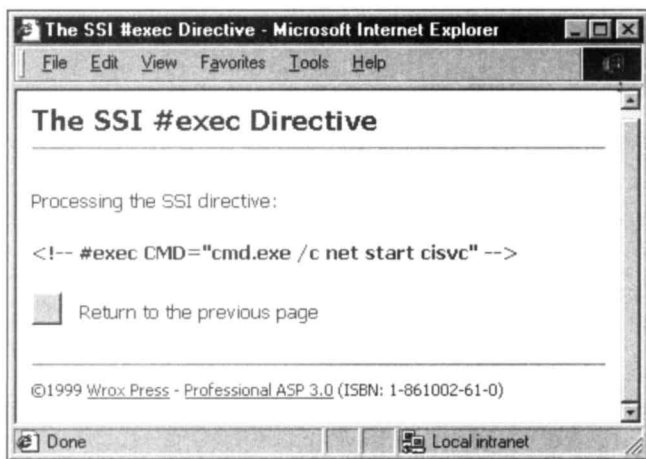 The SSI #exec Directive - Microsoft Internet Explorer
File Edit View Favorites Tools Help
The SSI #exec Directive
Processing the SSI directive:
<!-- #exec CMD="cmd.exe /c net start cisvc" -->
Return to the previous page
©1999 Wrox Press - Professional ASP 3.0 (ISBN: 1-861002-61-0)
Done
Local intranet